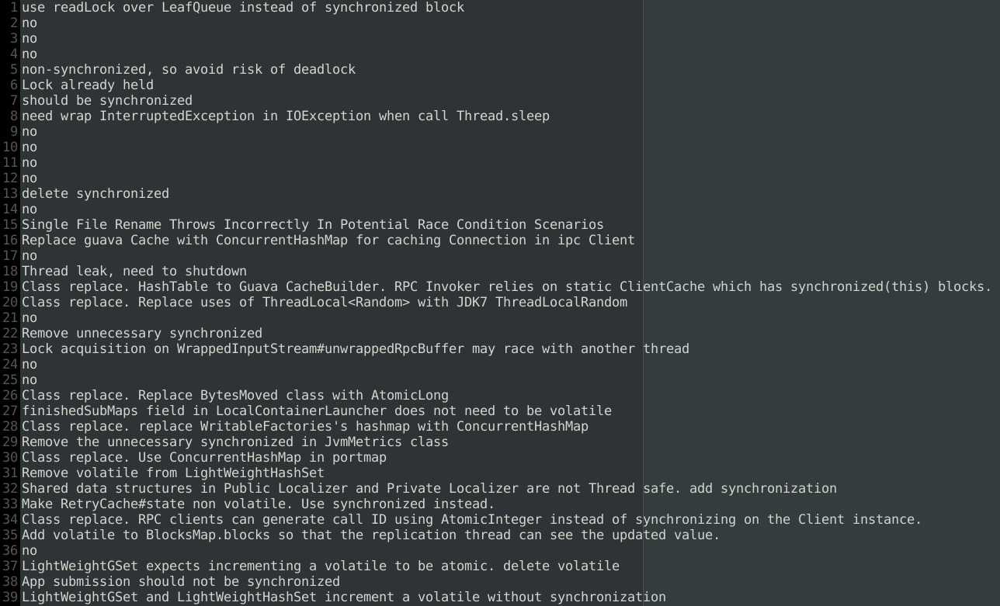 1 use readLock over LeafQueue instead of synchronized block
2 no
3 no
4 no
5 non-synchronized, so avoid risk of deadlock
6 Lock already held
7 should be synchronized
8 need wrap InterruptedException in IOException when call Thread.sleep
9 no
10 no
11 no
12 no
13 delete synchronized
14 no
15 Single File Rename Throws Incorrectly In Potential Race Condition Scenarios
16 Replace guava Cache with ConcurrentHashMap for caching Connection in ipc Client
17 no
18 Thread leak, need to shutdown
19 Class replace. HashTable to Guava CacheBuilder. RPC Invoker relies on static ClientCache which has synchronized(this) blocks.
20 Class replace. Replace uses of ThreadLocal<Random> with JDK7 ThreadLocalRandom
21 no
22 Remove unnecessary synchronized
23 Lock acquisition on WrappedInputStream#unwrappedRpcBuffer may race with another thread
24 no
25 no
26 Class replace. Replace BytesMoved class with AtomicLong
27 finishedSubMaps field in LocalContainerLauncher does not need to be volatile
28 Class replace. replace WritableFactories's hashmap with ConcurrentHashMap
29 Remove the unnecessary synchronized in JvmMetrics class
30 Class replace. Use ConcurrentHashMap in portmap
31 Remove volatile from LightWeightHashSet
32 Shared data structures in Public Localizer and Private Localizer are not Thread safe. add synchronization
33 Make RetryCache#state non volatile. Use synchronized instead.
34 Class replace. RPC clients can generate call ID using AtomicInteger instead of synchronizing on the Client instance.
35 Add volatile to BlocksMap.blocks so that the replication thread can see the updated value.
36 no
37 LightWeightGSet expects incrementing a volatile to be atomic. delete volatile
38 App submission should not be synchronized
39 LightWeightGSet and LightWeightHashSet increment a volatile without synchronization